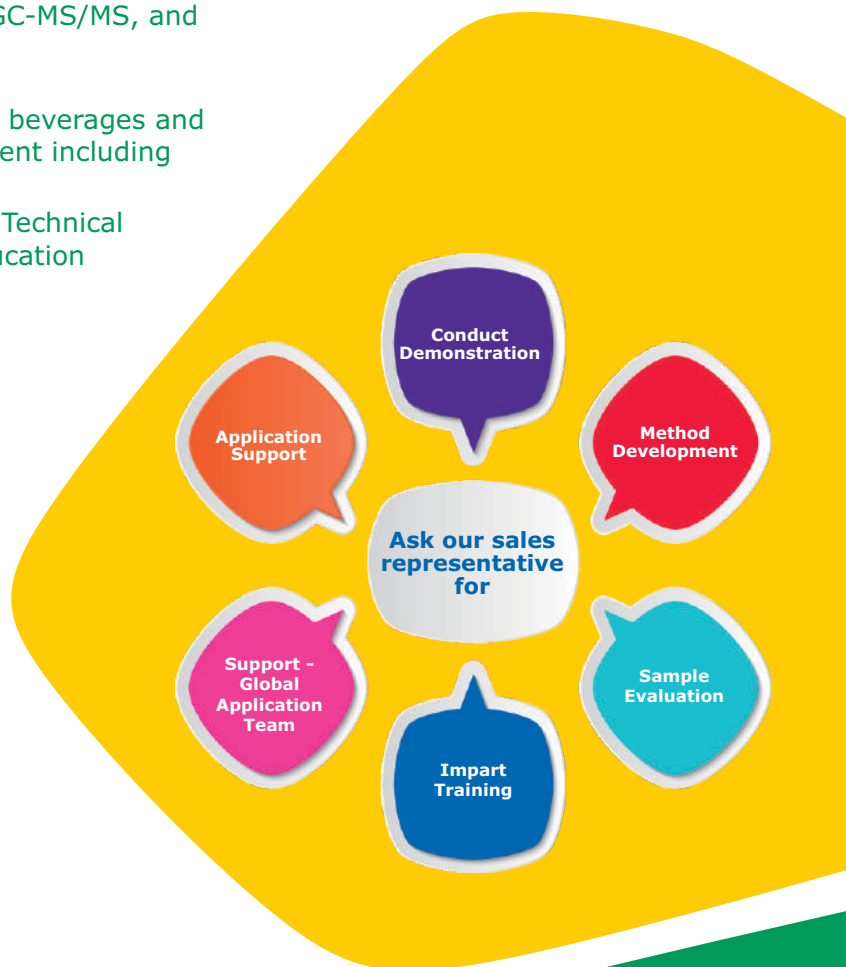 GC-MS/MS, and
beverages and
ent including
Technical
ucation
Conduct
Demonstration
Application
Support
Method
Development
Ask our sales
representative
for
Support -
Global
Application
Team
Sample
Evaluation
Impart
Training